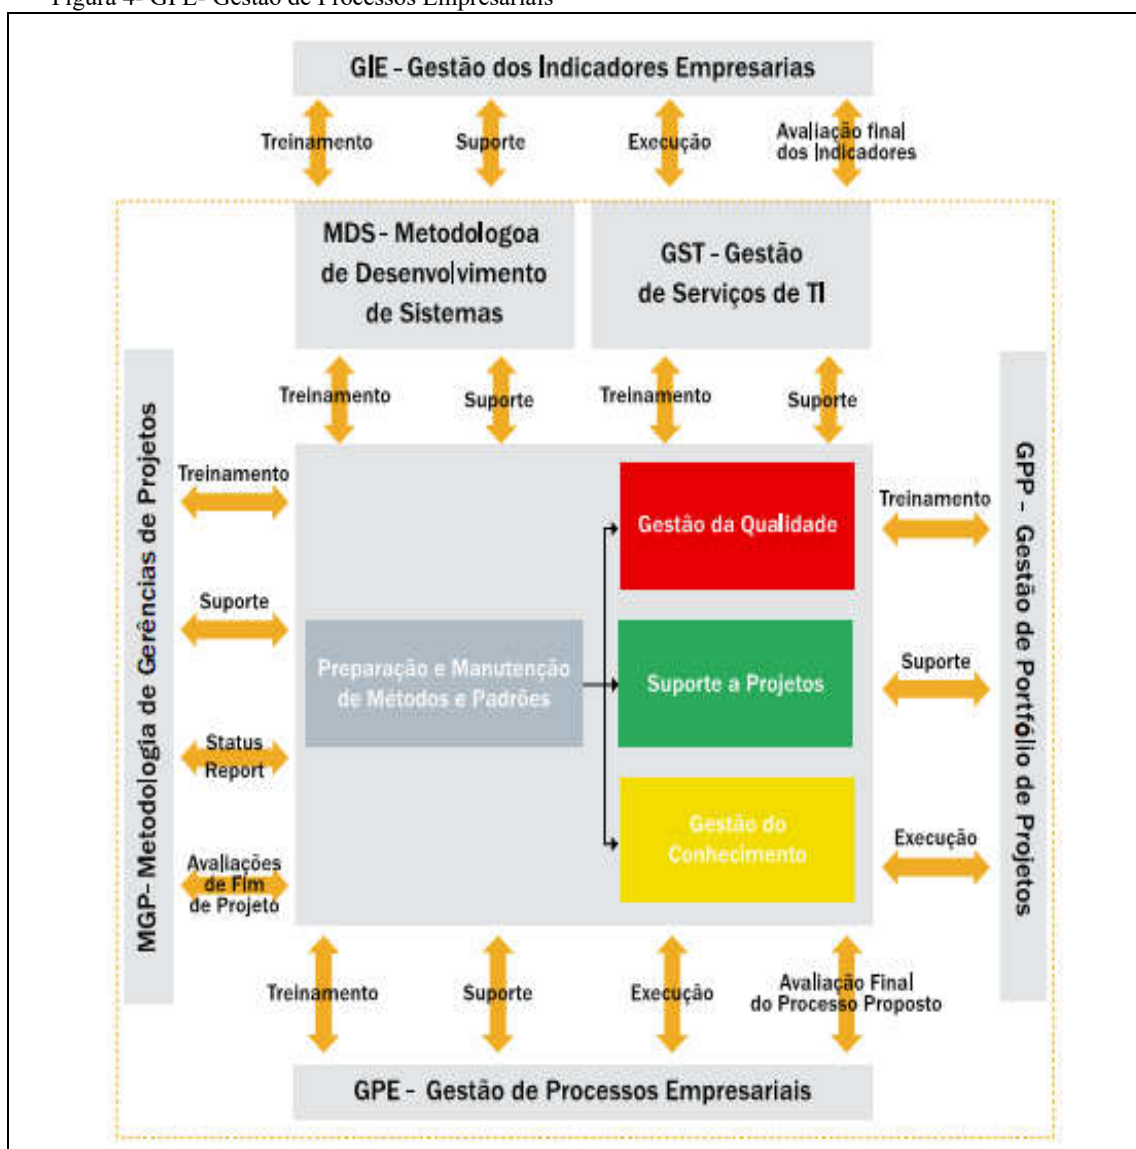 Figura 4- GPE- Gestão de Processos Empresariais
GIE - Gestão dos Indicadores Empresarias
Treinamento
Suporte
Execução
Avaliação final
dos Indicadores
MDS - Metodologoa
de Desenvolvimento
de Sistemas
GST - Gestão
de Serviços de TI
Treinamento
Suporte
Treinamento
Suporte
MGP- Metodologia de Gerências de Projetos
Treinamento
Suporte
Status
Report
Avaliações
de Fim
de Projeto
Preparação e Manutenção
de Métodos e Padrões
Gestão da Qualidade
Suporte a Projetos
Gestão do
Conhecimento
Treinamento
Suporte
Execução
GPP - Gestão de Portfólio de Projetos
Treinamento
Suporte
Execução
Avaliação Final
do Processo Proposto
GPE - Gestão de Processos Empresariais